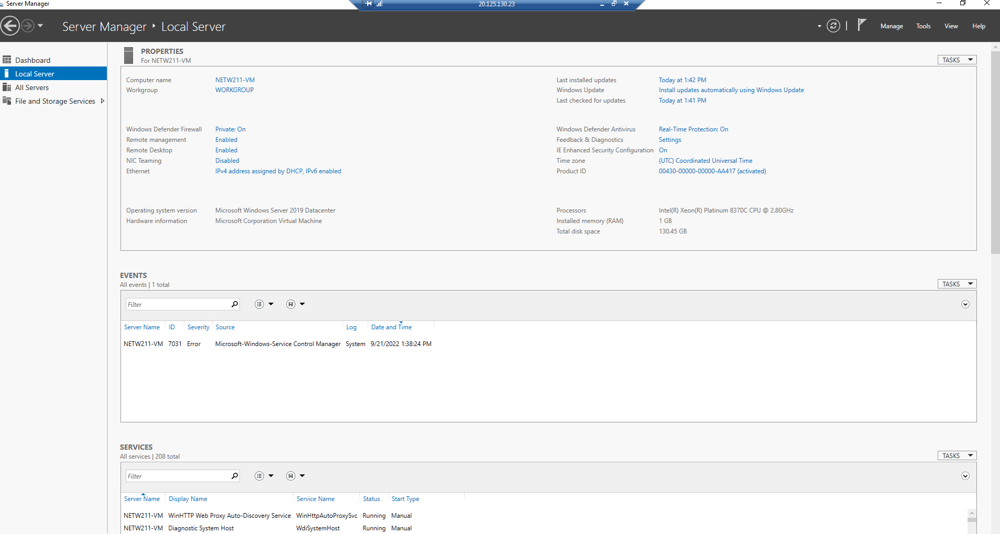 Server Manager
20.125.130.23
Server Manager Local Server
Manage Tools View Help
Dashboard
Local Server
All Servers
File and Storage Services
PROPERTIES
For NETW211-VM
TASKS
Computer name NETW211-VM Last installed updates Today at 1:42 PM
Workgroup WORKGROUP Windows Update Install updates automatically using Windows Update
Last checked for updates Today at 1:41 PM
Windows Defender Firewall Private: On Windows Defender Antivirus Real-Time Protection: On
Remote management Enabled Feedback & Diagnostics Settings
Remote Desktop Enabled IE Enhanced Security Configuration On
NIC Teaming Disabled Time zone (UTC) Coordinated Universal Time
Ethernet IPv4 address assigned by DHCP, IPv6 enabled Product ID 00430-00000-00000-AA417 (activated)
Operating system version Microsoft Windows Server 2019 Datacenter Processors Intel(R) Xeon(R) Platinum 8370C CPU @ 2.80GHz
Hardware information Microsoft Corporation Virtual Machine Installed memory (RAM) 1 GB
Total disk space 130.45 GB
EVENTS
All events | 1 total
TASKS
Filter
Server Name ID Severity Source Log Date and Time
NETW211-VM 7031 Error Microsoft-Windows-Service Control Manager System 9/21/2022 1:38:24 PM
SERVICES
All services | 208 total
TASKS
Filter
Server Name Display Name Service Name Status Start Type
NETW211-VM WinHTTP Web Proxy Auto-Discovery Service WinHttpAutoProxySvc Running Manual
NETW211-VM Diagnostic System Host WdiSystemHost Running Manual